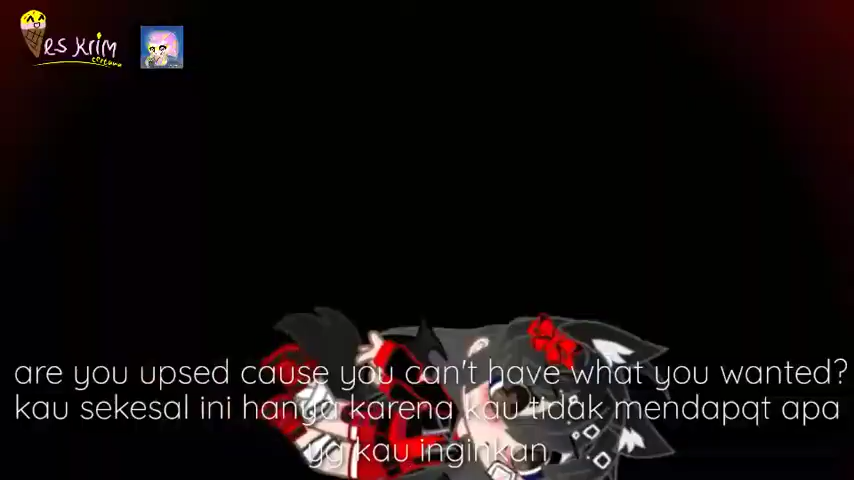 es krim
are you upsed cause you can't have what you wanted?
kau sekesal ini hanya karena kau tidak mendapqt apa
yg kau inginkan